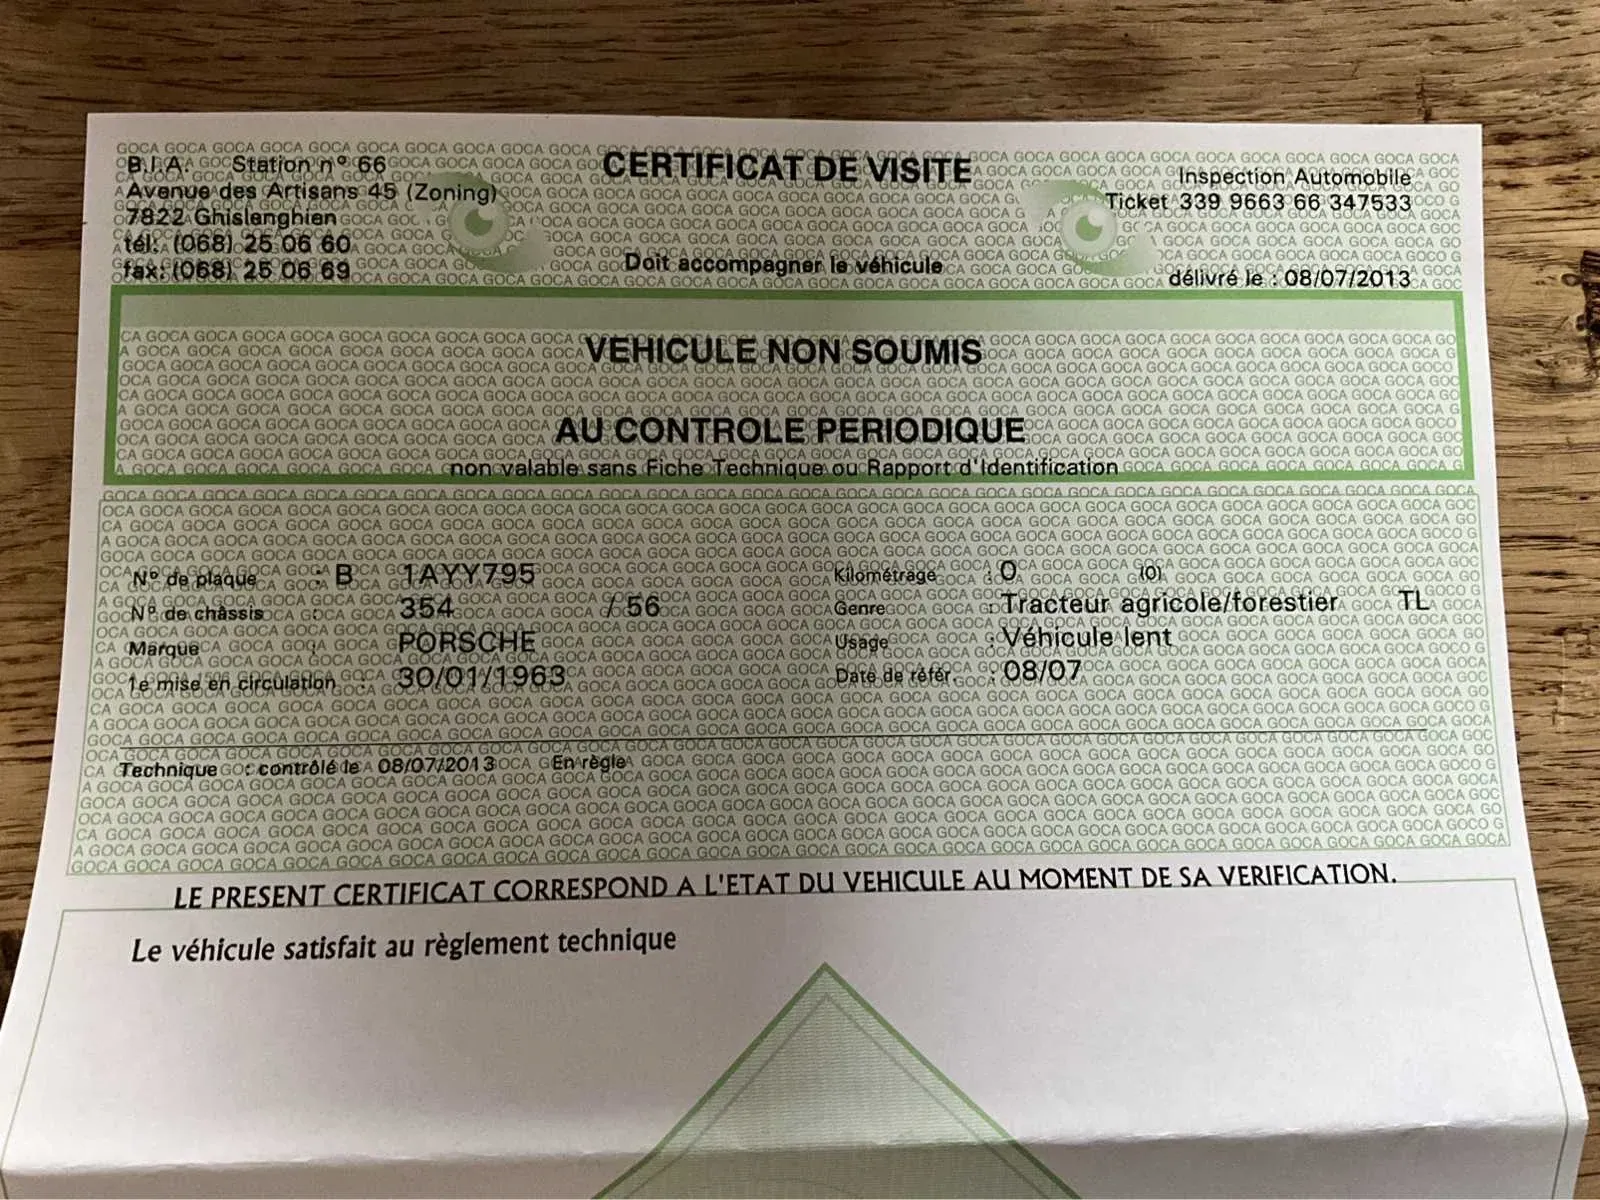 B.I.A. Station n° 66
Avenue des Artisans 45 (Zoning)
7822 Ghislenghien
tél: (068) 25 06 60
fax: (068) 25 06 69
CERTIFICAT DE VISITE
Doit accompagner le véhicule
Inspection Automobile
Ticket 339 9663 66 347533
délivré le : 08/07/2013
VEHICULE NON SOUMIS
AU CONTROLE PERIODIQUE
non valable sans Fiche Technique ou Rapport d'Identification
N° de plaque : B 1AYY795
N° de châssis : 354 / 56
Marque : PORSCHE
1e mise en circulation : 30/01/1963
Kilométrage : 0 (0)
Genre : Tracteur agricole/forestier TL
Usage : Véhicule lent
Date de référ. : 08/07
Technique : contrôlé le 08/07/2013 En règle
LE PRESENT CERTIFICAT CORRESPOND A L'ETAT DU VEHICULE AU MOMENT DE SA VERIFICATION.
Le véhicule satisfait au règlement technique